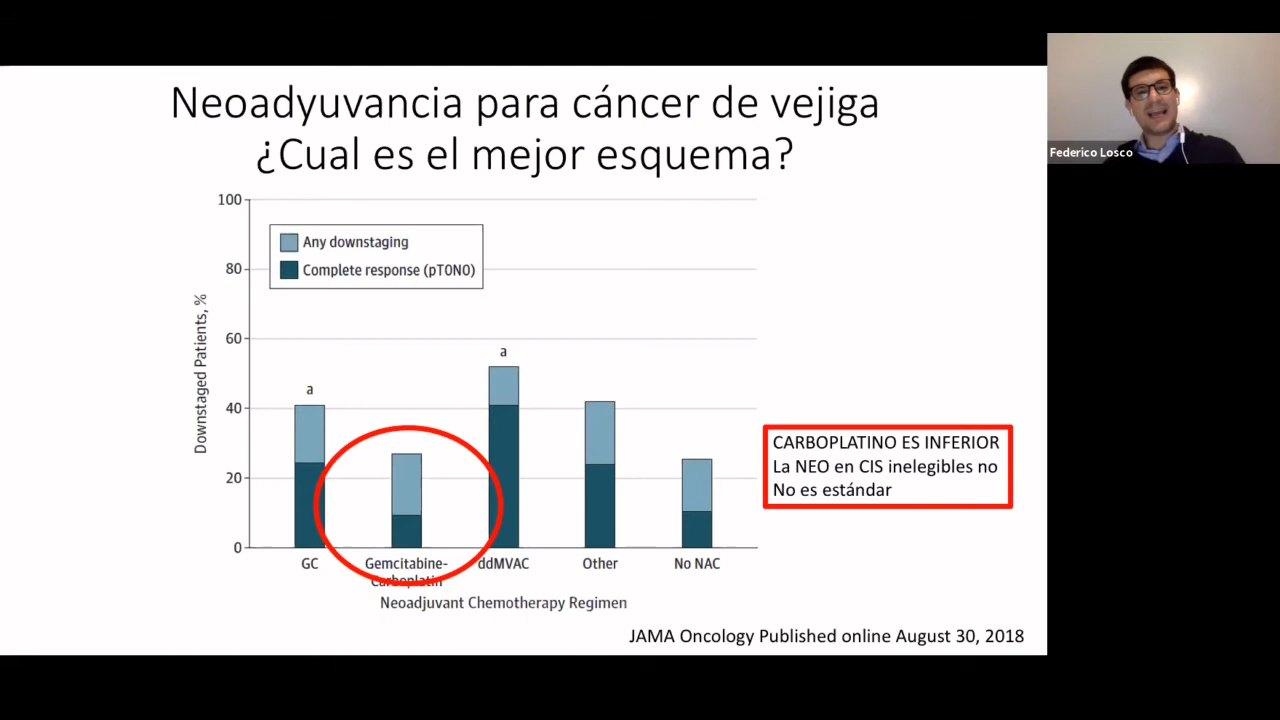 Neoadyuvancia para cáncer de vejiga
¿Cual es el mejor esquema?
Federico Losco
100
80
60
40
20
0
Downstaged Patients, %
Any downstaging
Complete response (pT0N0)
a
a
GC
Gemcitabine-
Carboplatin
ddMVAC
Other
No NAC
Neoadjuvant Chemotherapy Regimen
CARBOPLATINO ES INFERIOR
La NEO en CIS inelegibles no
No es estándar
JAMA Oncology Published online August 30, 2018